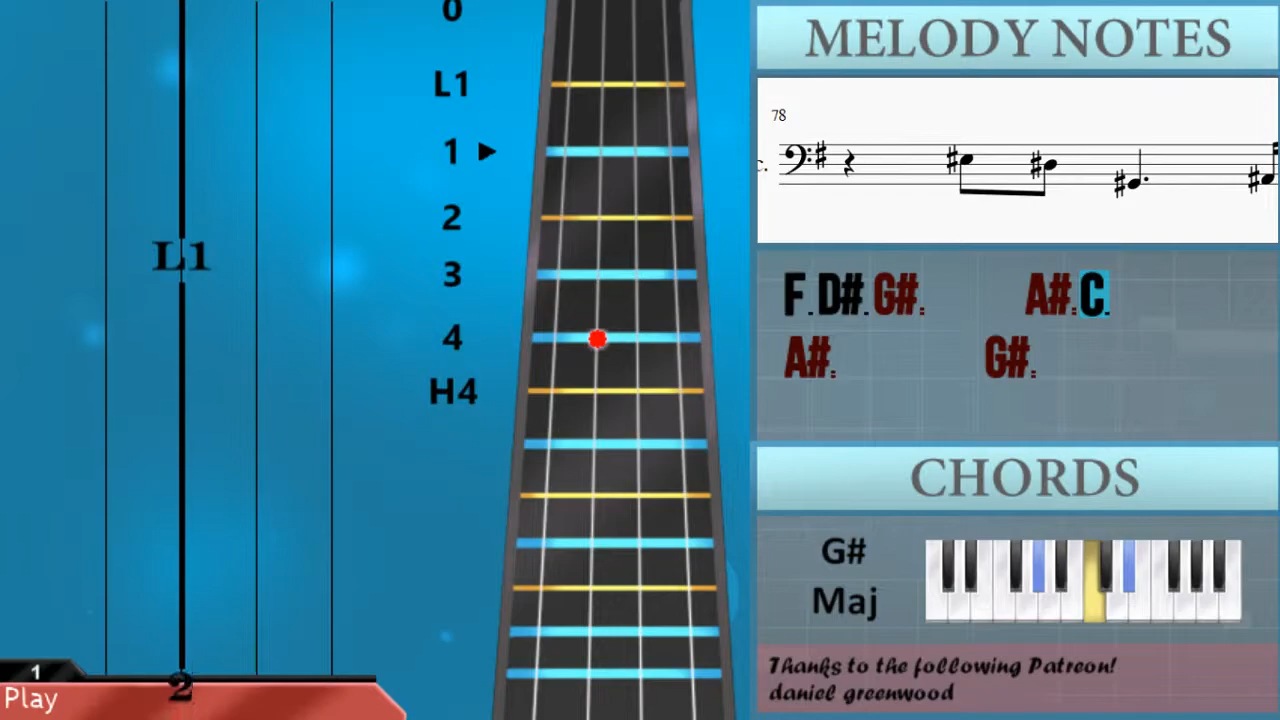 0
L1
1
2
3
4
H4
L1
2
1
Play
MELODY NOTES
78
c.
F. D#. G#. A#. C.
A#. G#.
CHORDS
G#
Maj
Thanks to the following Patreon!
daniel greenwood